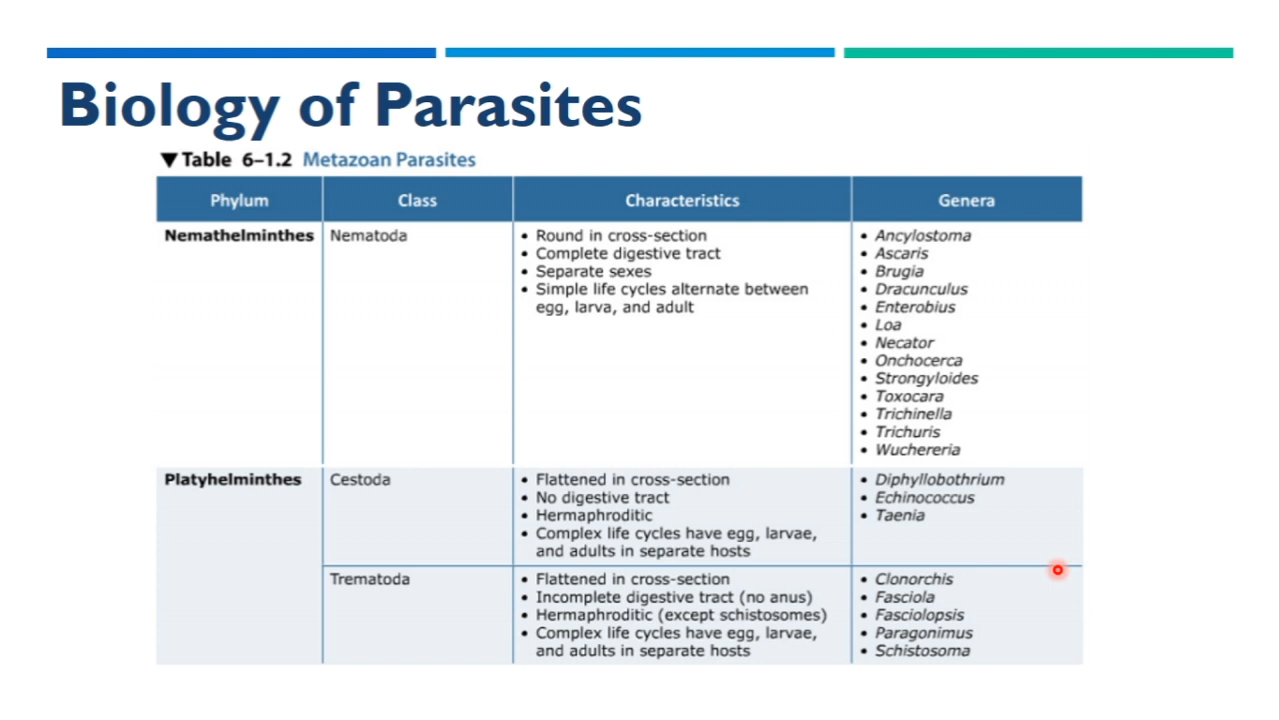 Biology of Parasites
▼ Table 6–1.2 Metazoan Parasites
Phylum Class Characteristics Genera
Nemathelminthes Nematoda • Round in cross-section • Ancylostoma
• Complete digestive tract • Ascaris
• Separate sexes • Brugia
• Simple life cycles alternate between • Dracunculus
egg, larva, and adult • Enterobius
• Loa
• Necator
• Onchocerca
• Strongyloides
• Toxocara
• Trichinella
• Trichuris
• Wuchereria
Platyhelminthes Cestoda • Flattened in cross-section • Diphyllobothrium
• No digestive tract • Echinococcus
• Hermaphroditic • Taenia
• Complex life cycles have egg, larvae,
and adults in separate hosts
Trematoda • Flattened in cross-section • Clonorchis
• Incomplete digestive tract (no anus) • Fasciola
• Hermaphroditic (except schistosomes) • Fasciolopsis
• Complex life cycles have egg, larvae, • Paragonimus
and adults in separate hosts • Schistosoma